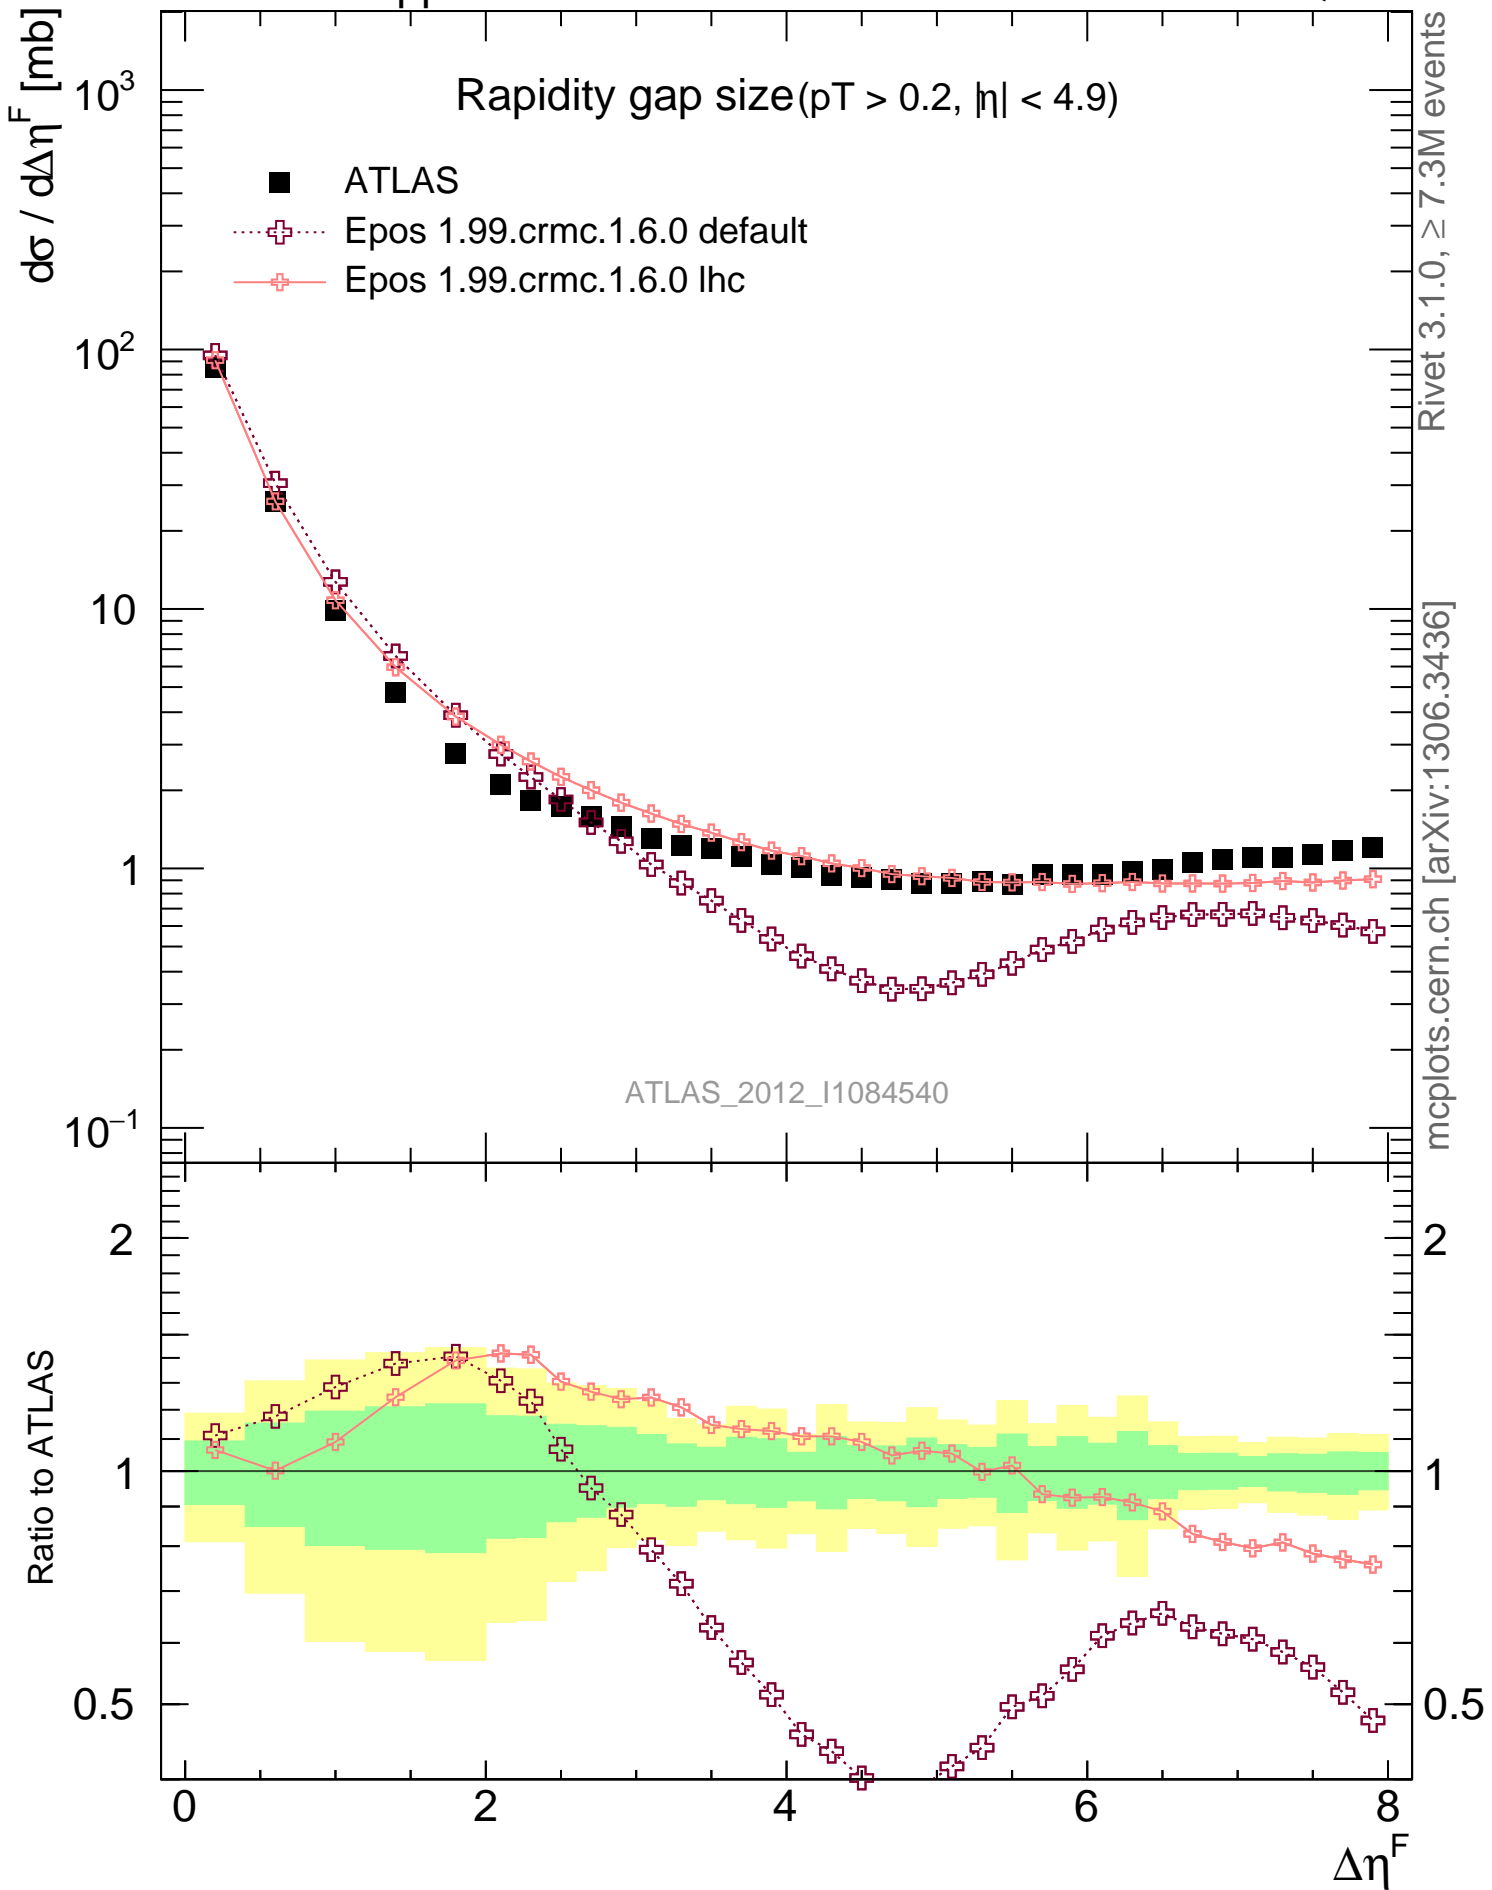 dσ / dΔη^F [mb]
Rapidity gap size (pT > 0.2, |η| < 4.9)
ATLAS
Epos 1.99.crmc.1.6.0 default
Epos 1.99.crmc.1.6.0 lhc
10^3
10^2
10
1
10^−1
ATLAS_2012_I1084540
Rivet 3.1.0, ≥ 7.3M events
mcplots.cern.ch [arXiv:1306.3436]
Ratio to ATLAS
2
1
0.5
2
1
0.5
0 2 4 6 8
Δη^F